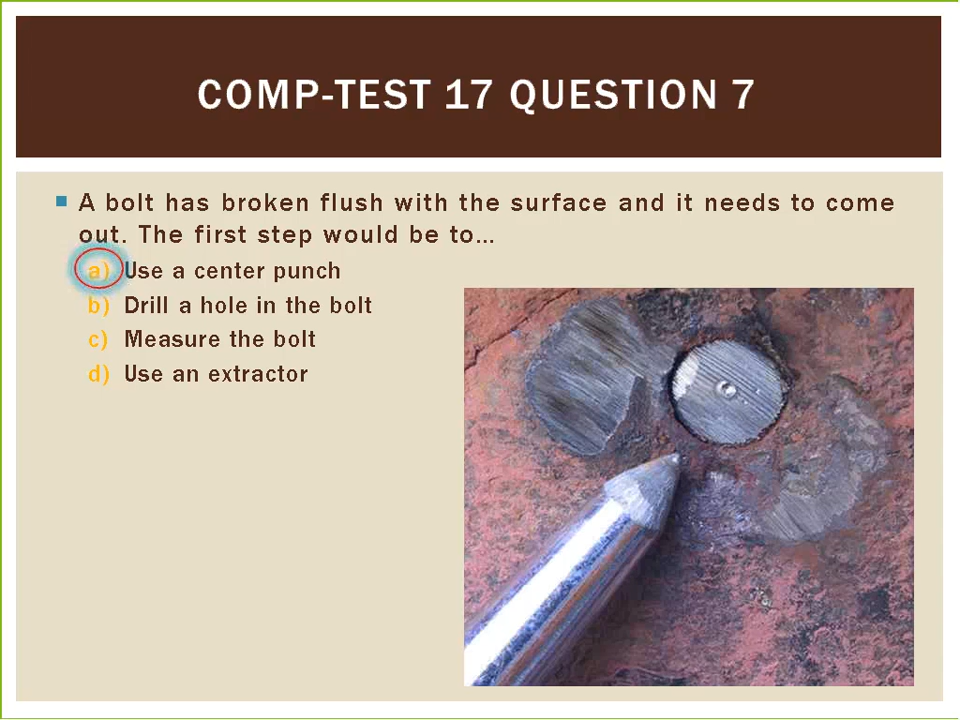 COMP-TEST 17 QUESTION 7
A bolt has broken flush with the surface and it needs to come
out. The first step would be to…
a) Use a center punch
b) Drill a hole in the bolt
c) Measure the bolt
d) Use an extractor